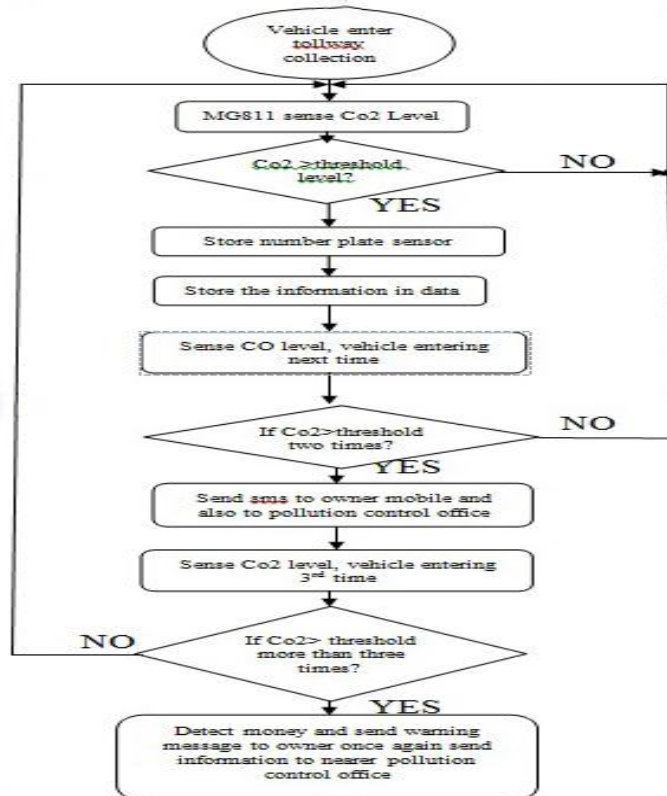 Vehicle enter
tollway
collection
MG811 sense Co2 Level
Co2 >threshold
level?
NO
YES
Store number plate sensor
Store the information in data
Sense CO level, vehicle entering
next time
If Co2>threshold
two times?
NO
YES
Send sms to owner mobile and
also to pollution control office
Sense Co2 level, vehicle entering
3rd time
NO
If Co2> threshold
more than three
times?
YES
Detect money and send warning
message to owner once again send
information to nearer pollution
control office